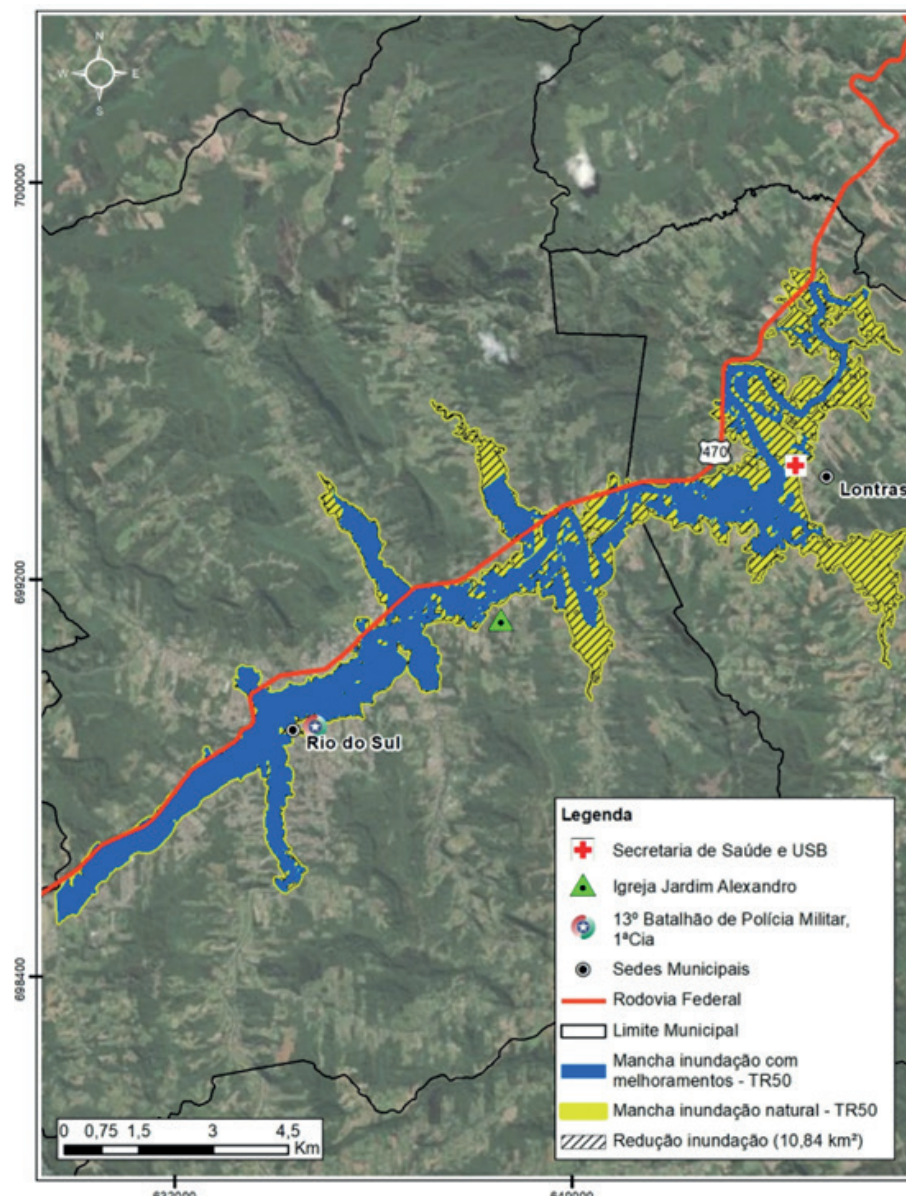 N
W E
S
700000
470
Lontras
699200
Rio do Sul
698400
Legenda
Secretaria de Saúde e USB
Igreja Jardim Alexandro
13º Batalhão de Polícia Militar,
1ªCia
Sedes Municipais
Rodovia Federal
Limite Municipal
Mancha inundação com
melhoramentos - TR50
Mancha inundação natural - TR50
Redução inundação (10,84 km²)
0 0,75 1,5 3 4,5
Km